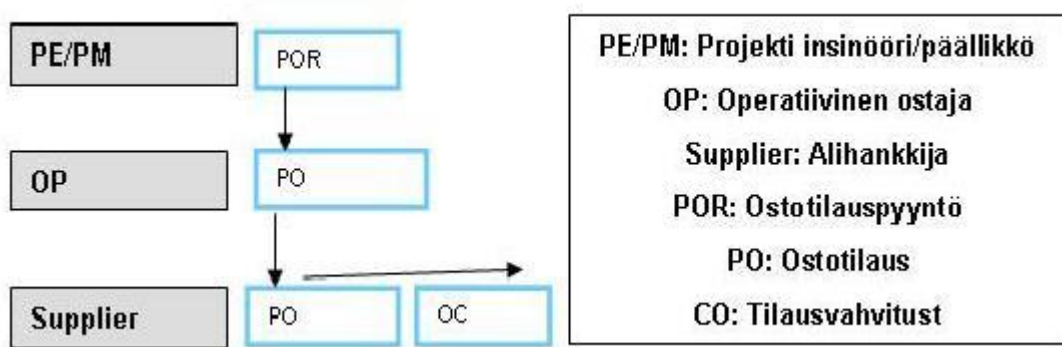 PE/PM
POR
OP
PO
Supplier
PO
OC
PE/PM: Projekti insinööri/päällikkö
OP: Operatiivinen ostaja
Supplier: Alihankkija
POR: Ostotilauspyyntö
PO: Ostotilaus
CO: Tilausvahvitust